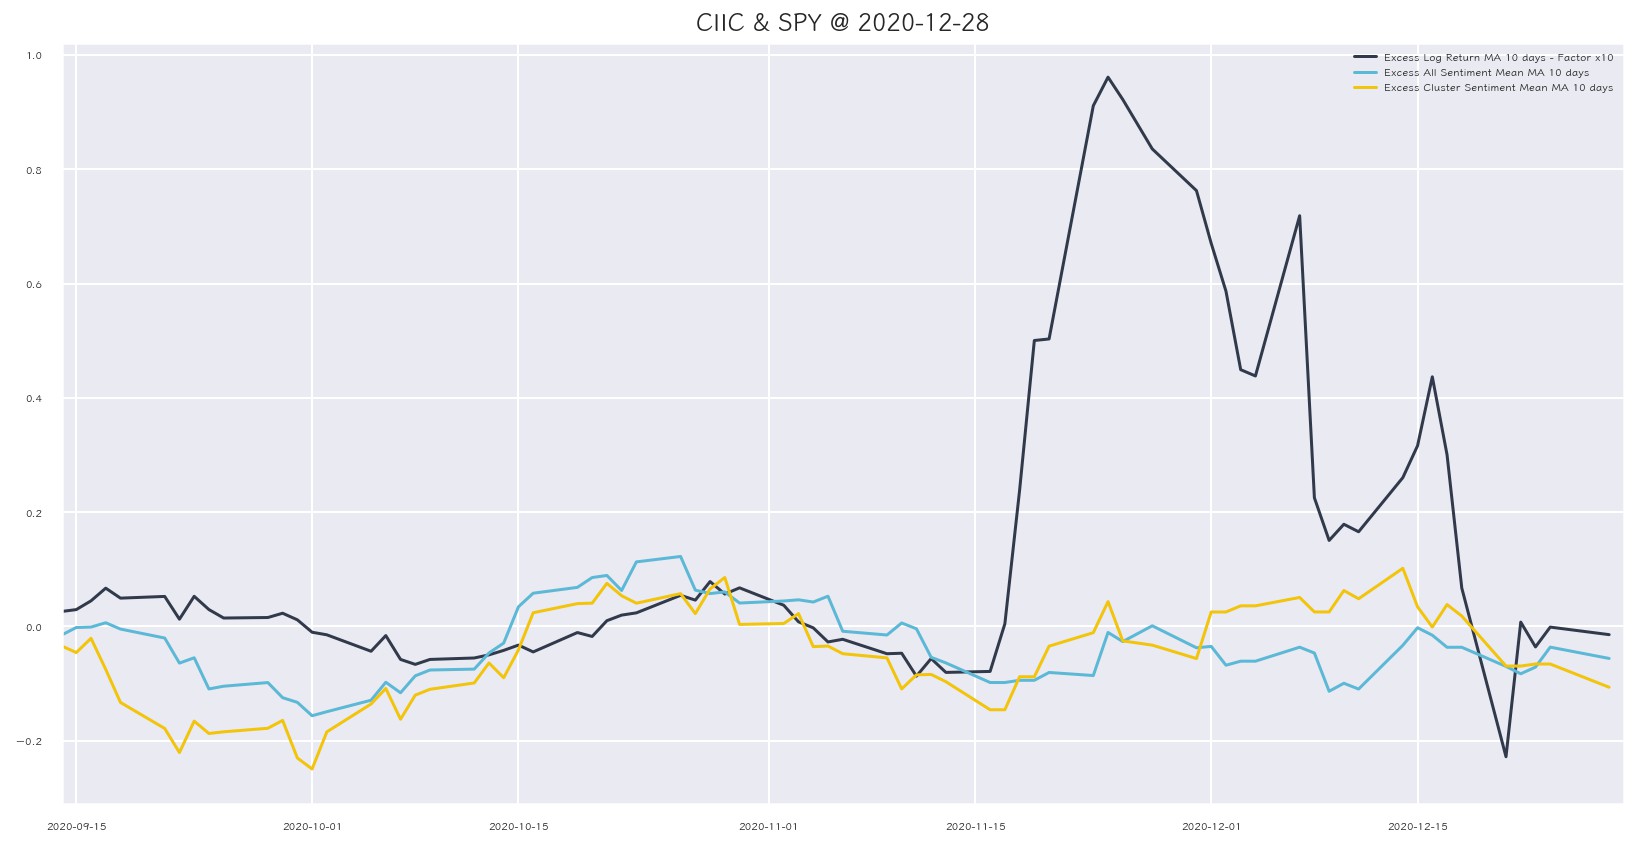 CIIC & SPY @ 2020-12-28
1.0
Excess Log Return MA 10 days - Factor x10
Excess All Sentiment Mean MA 10 days
Excess Cluster Sentiment Mean MA 10 days
0.8
0.6
0.4
0.2
0.0
−0.2
2020-09-15 2020-10-01 2020-10-15 2020-11-01 2020-11-15 2020-12-01 2020-12-15